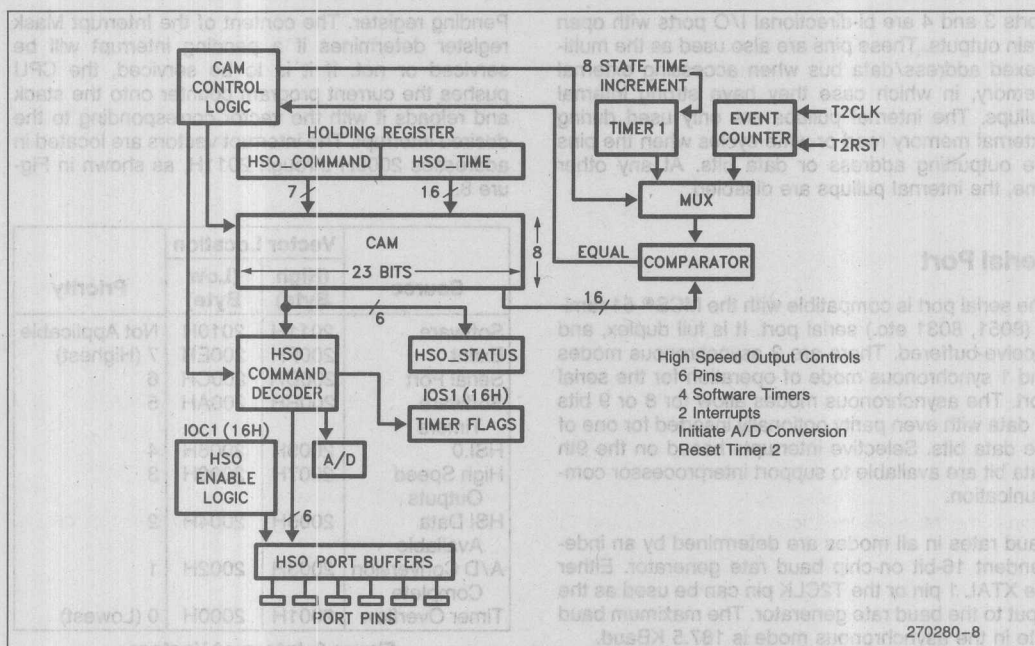 CAM
CONTROL
LOGIC
8 STATE TIME
INCREMENT
TIMER 1
EVENT
COUNTER
T2CLK
T2RST
HOLDING REGISTER
HSO_COMMAND
HSO_TIME
7
16
MUX
CAM
23 BITS
8
EQUAL
COMPARATOR
16
6
HSO
COMMAND
DECODER
HSO_STATUS
IOS1 (16H)
TIMER FLAGS
High Speed Output Controls
6 Pins
4 Software Timers
2 Interrupts
Initiate A/D Conversion
Reset Timer 2
IOC1 (16H)
HSO
ENABLE
LOGIC
A/D
6
HSO PORT BUFFERS
PORT PINS
270280-8